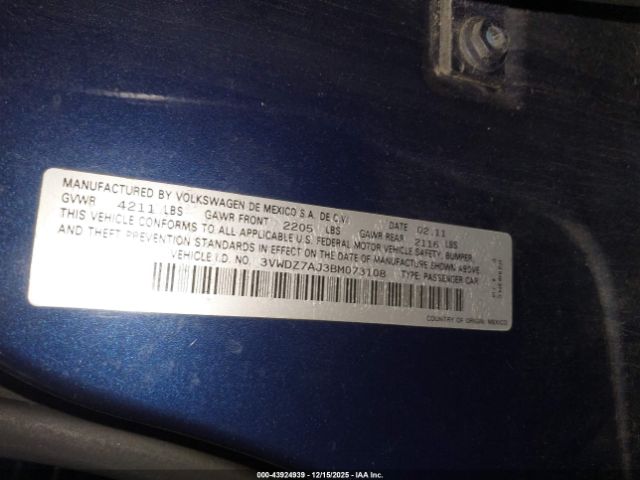 MANUFACTURED BY VOLKSWAGEN DE MEXICO S.A. DE C.V. DATE 02.11
GVWR 4211 LBS GAWR FRONT 2205 LBS GAWR REAR 2116 LBS
THIS VEHICLE CONFORMS TO ALL APPLICABLE U.S. FEDERAL MOTOR VEHICLE SAFETY, BUMPER,
AND THEFT PREVENTION STANDARDS IN EFFECT ON THE DATE OF MANUFACTURE SHOWN ABOVE
VEHICLE I.D. NO. 3VWDZ7AJ3BM073108 TYPE: PASSENGER CAR
COUNTRY OF ORIGIN: MEXICO
000-43924939 - 12/15/2025 - IAAI.COM